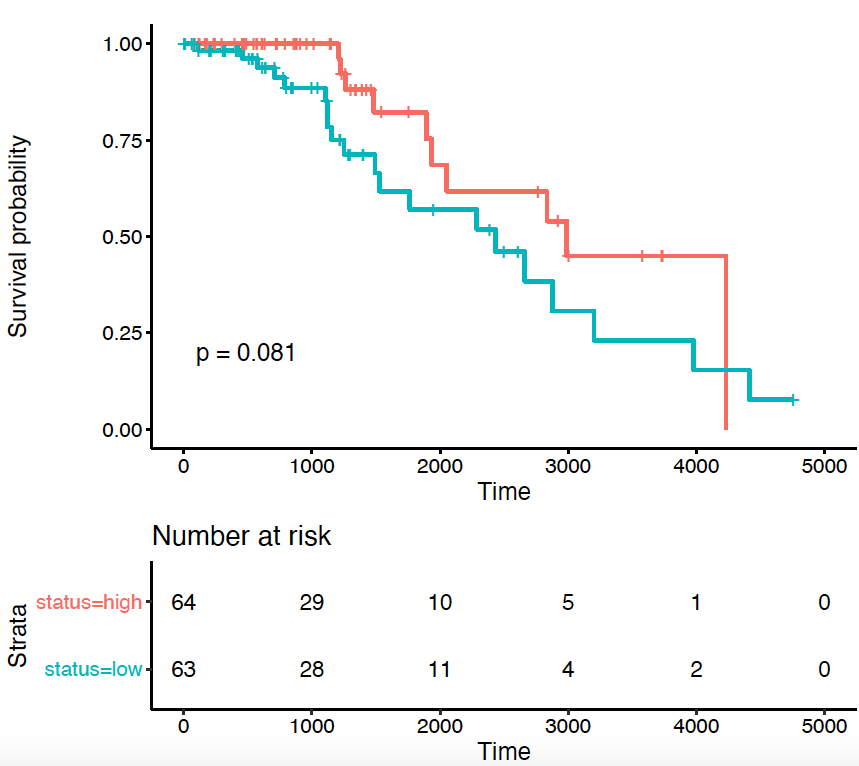 Survival probability
1.00
0.75
0.50
0.25
0.00
p = 0.081
0 1000 2000 3000 4000 5000
Time
Number at risk
Strata
status=high 64 29 10 5 1 0
status=low 63 28 11 4 2 0
0 1000 2000 3000 4000 5000
Time